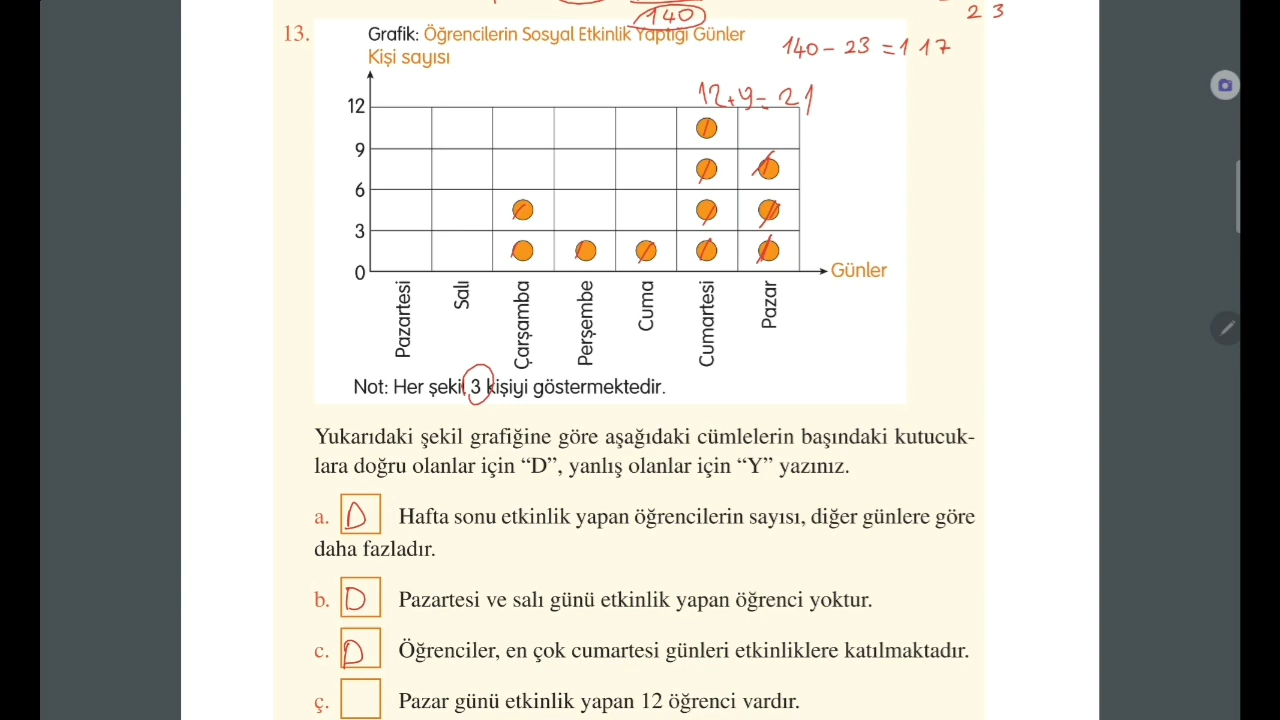 140
2 3
13.
Grafik: Öğrencilerin Sosyal Etkinlik Yaptığı Günler
140 - 23 = 117
Kişi sayısı
12 + 9 = 21
12
9
6
3
0
Günler
Pazartesi
Salı
Çarşamba
Perşembe
Cuma
Cumartesi
Pazar
Not: Her şekil 3 kişiyi göstermektedir.
Yukarıdaki şekil grafiğine göre aşağıdaki cümlelerin başındaki kutucuk-
lara doğru olanlar için “D”, yanlış olanlar için “Y” yazınız.
a. D Hafta sonu etkinlik yapan öğrencilerin sayısı, diğer günlere göre
daha fazladır.
b. D Pazartesi ve salı günü etkinlik yapan öğrenci yoktur.
c. D Öğrenciler, en çok cumartesi günleri etkinliklere katılmaktadır.
ç. Pazar günü etkinlik yapan 12 öğrenci vardır.